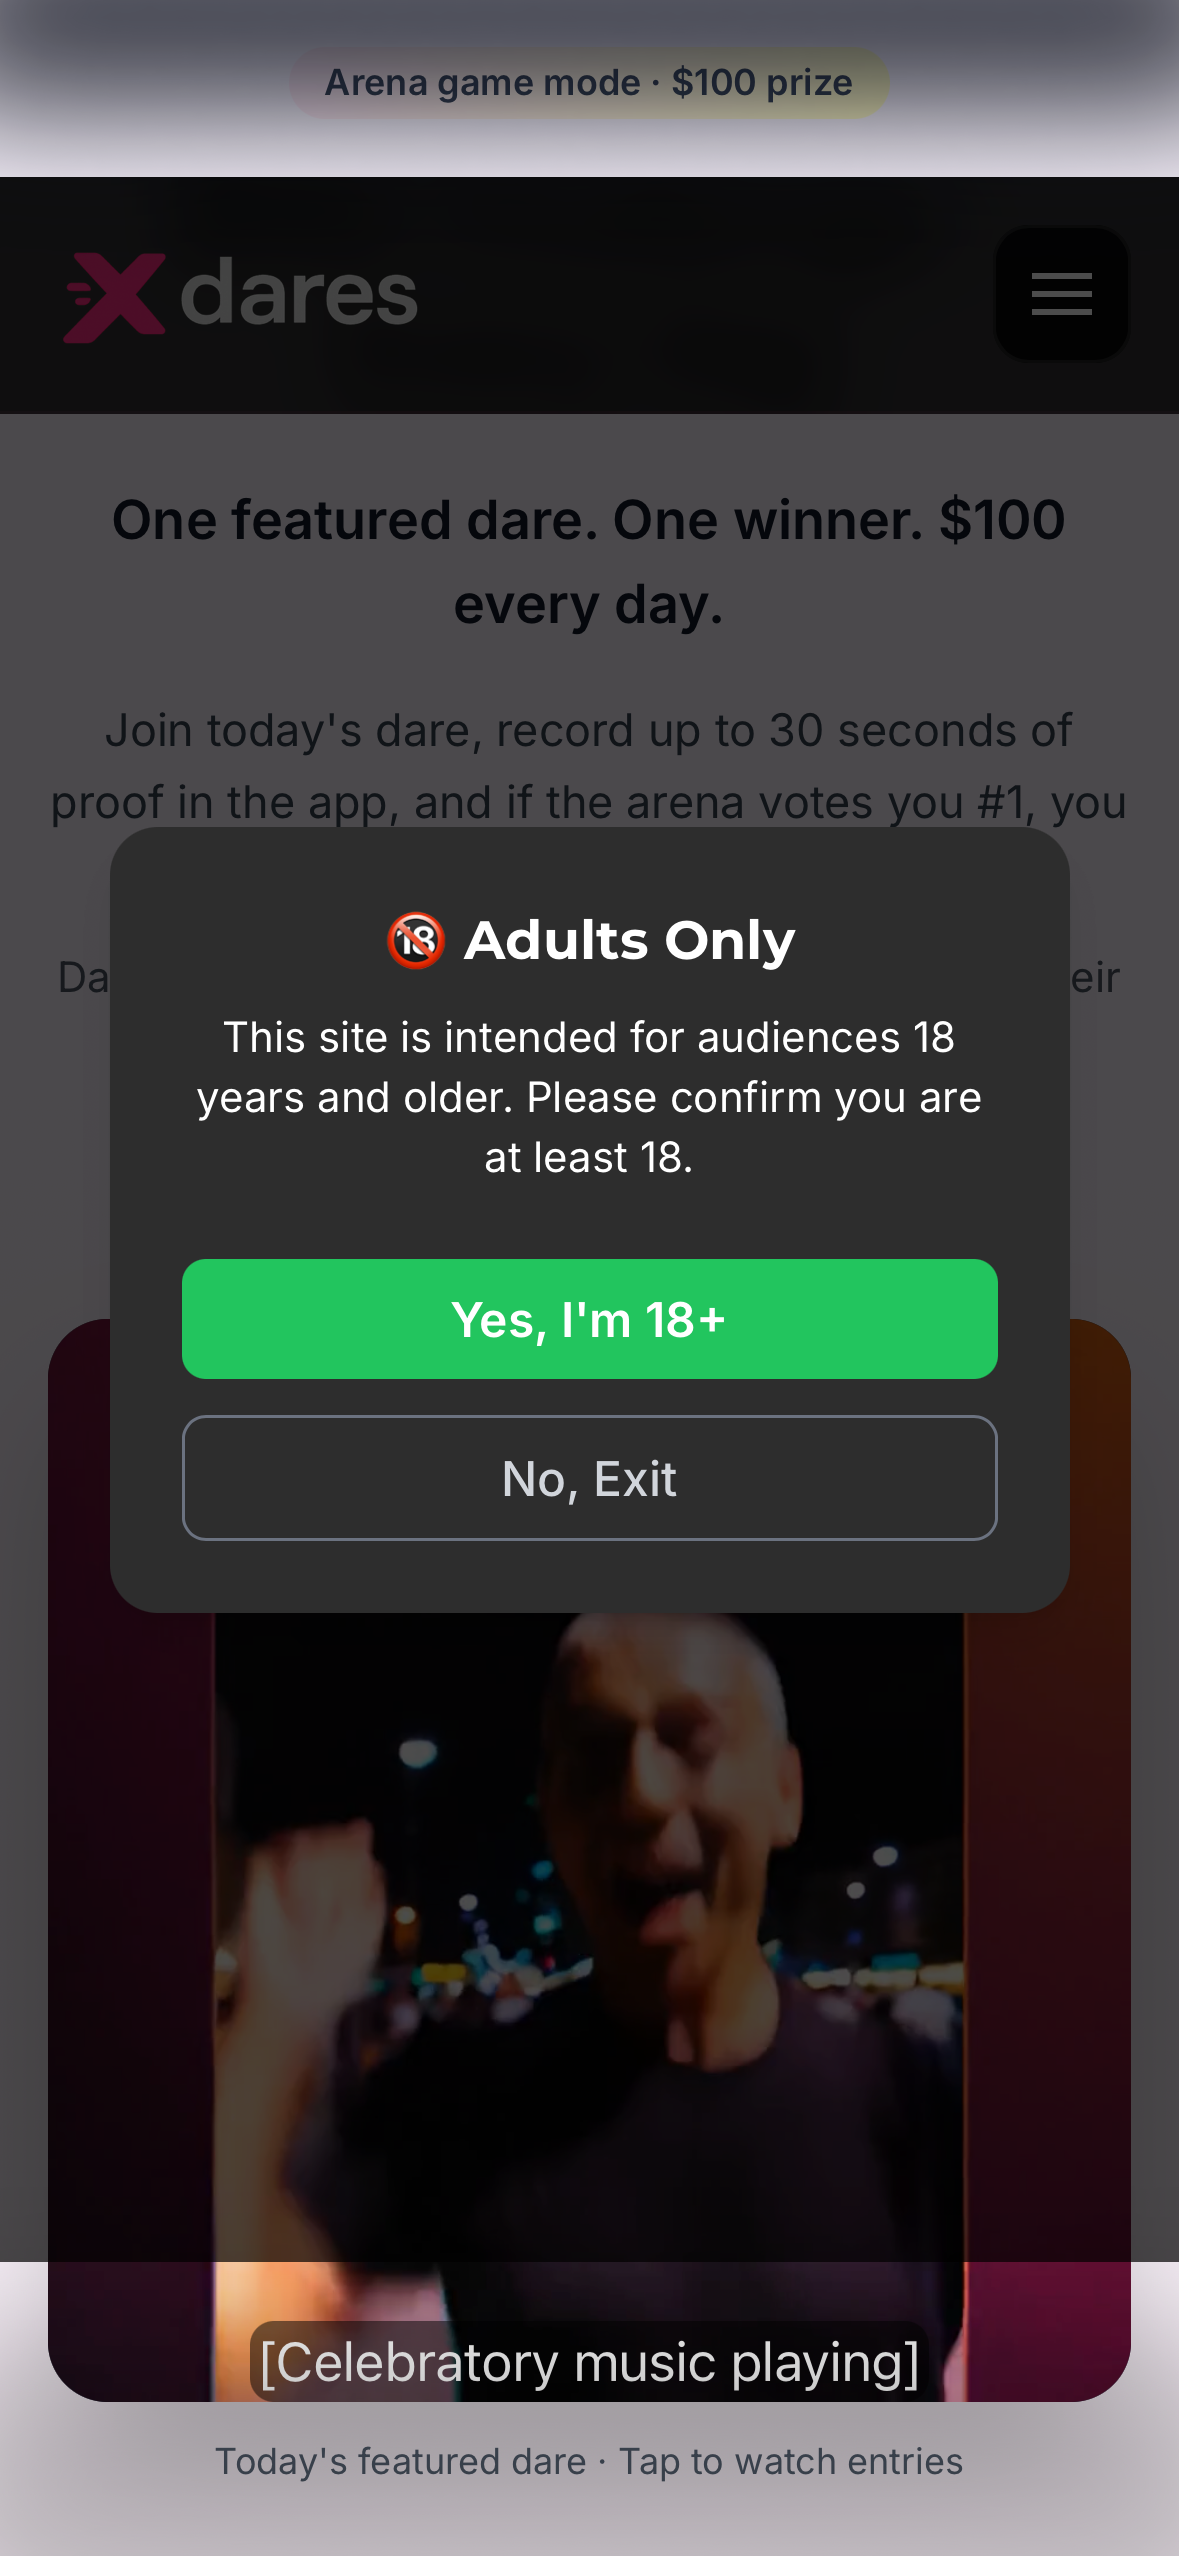 Arena game mode · $100 prize
X dares
One featured dare. One winner. $100
every day.
Join today's dare, record up to 30 seconds of
proof in the app, and if the arena votes you #1, you
🔞 Adults Only
This site is intended for audiences 18
years and older. Please confirm you are
at least 18.
Yes, I'm 18+
No, Exit
[Celebratory music playing]
Today's featured dare · Tap to watch entries